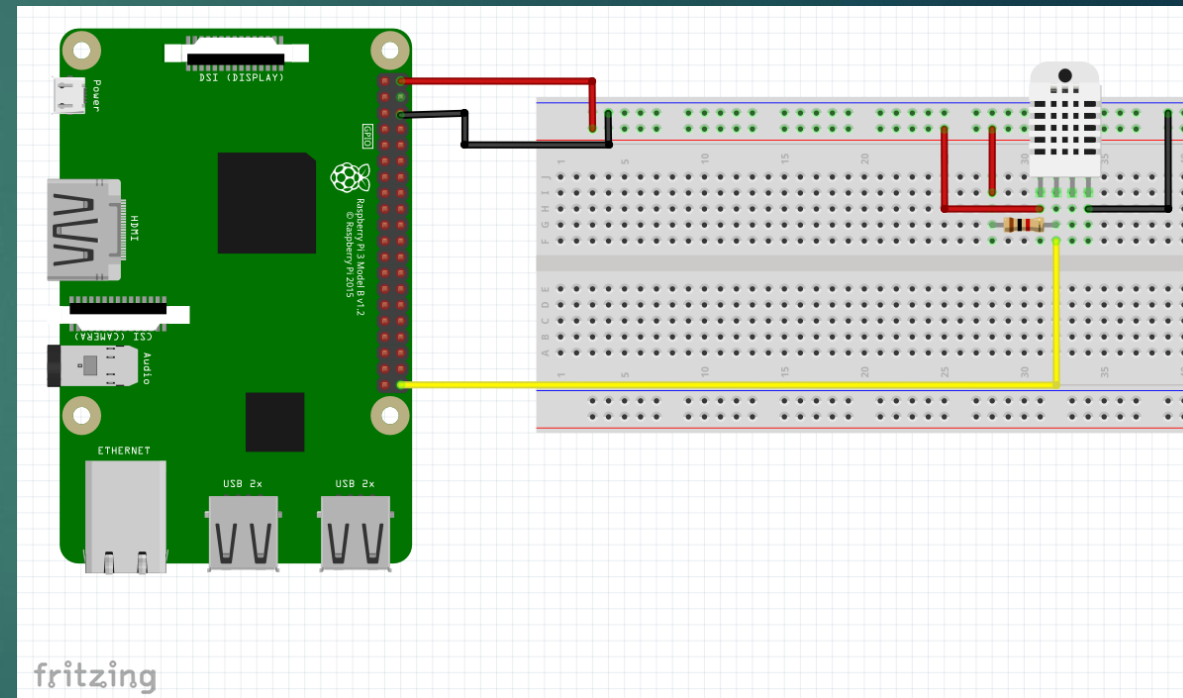 DSI (DISPLAY)
Power
GPIO
Raspberry Pi 3 Model B v1.2
© Raspberry Pi 2015
HDMI
CSI (CAMERA)
Audio
ETHERNET
USB 2x
USB 2x
1 5 10 15 20 25 30 35
J
I
H
G
F
E
D
C
B
A
1 5 10 15 20 25 30 35
fritzing